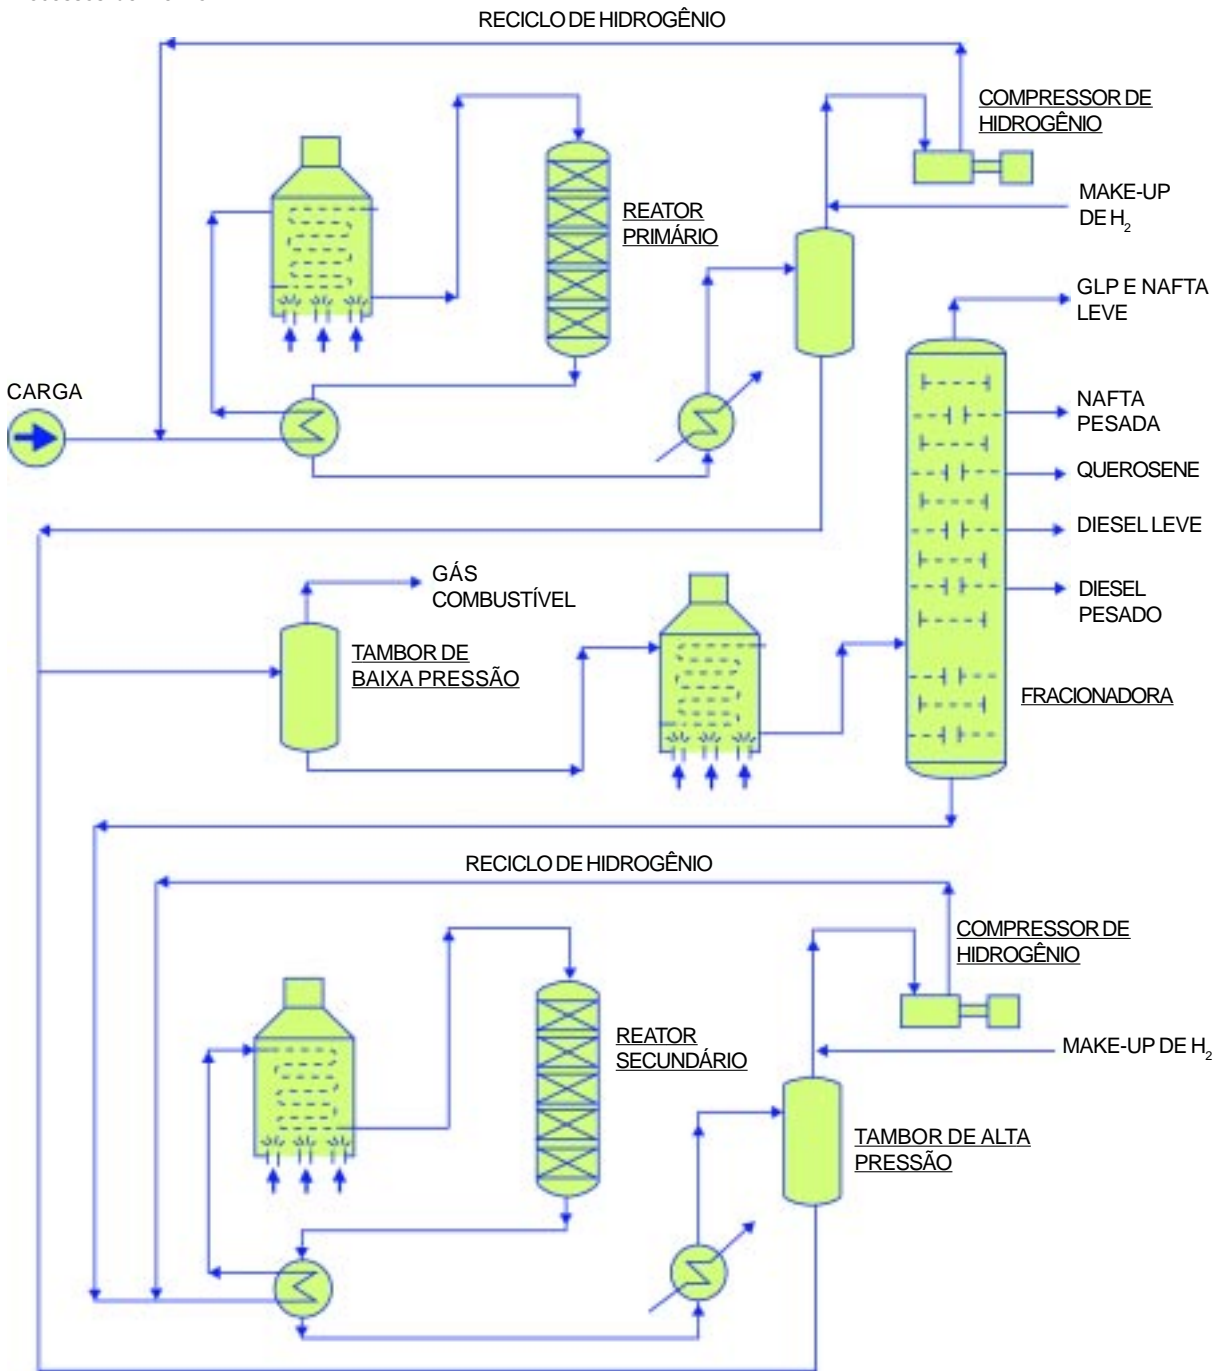 RECICLO DE HIDROGÊNIO
COMPRESSOR DE
HIDROGÊNIO
MAKE-UP
DE H₂
REATOR
PRIMÁRIO
GLP E NAFTA
LEVE
CARGA
NAFTA
PESADA
QUEROSENE
DIESEL LEVE
DIESEL
PESADO
GÁS
COMBUSTÍVEL
TAMBOR DE
BAIXA PRESSÃO
FRACIONADORA
RECICLO DE HIDROGÊNIO
COMPRESSOR DE
HIDROGÊNIO
REATOR
SECUNDÁRIO
MAKE-UP DE H₂
TAMBOR DE ALTA
PRESSÃO